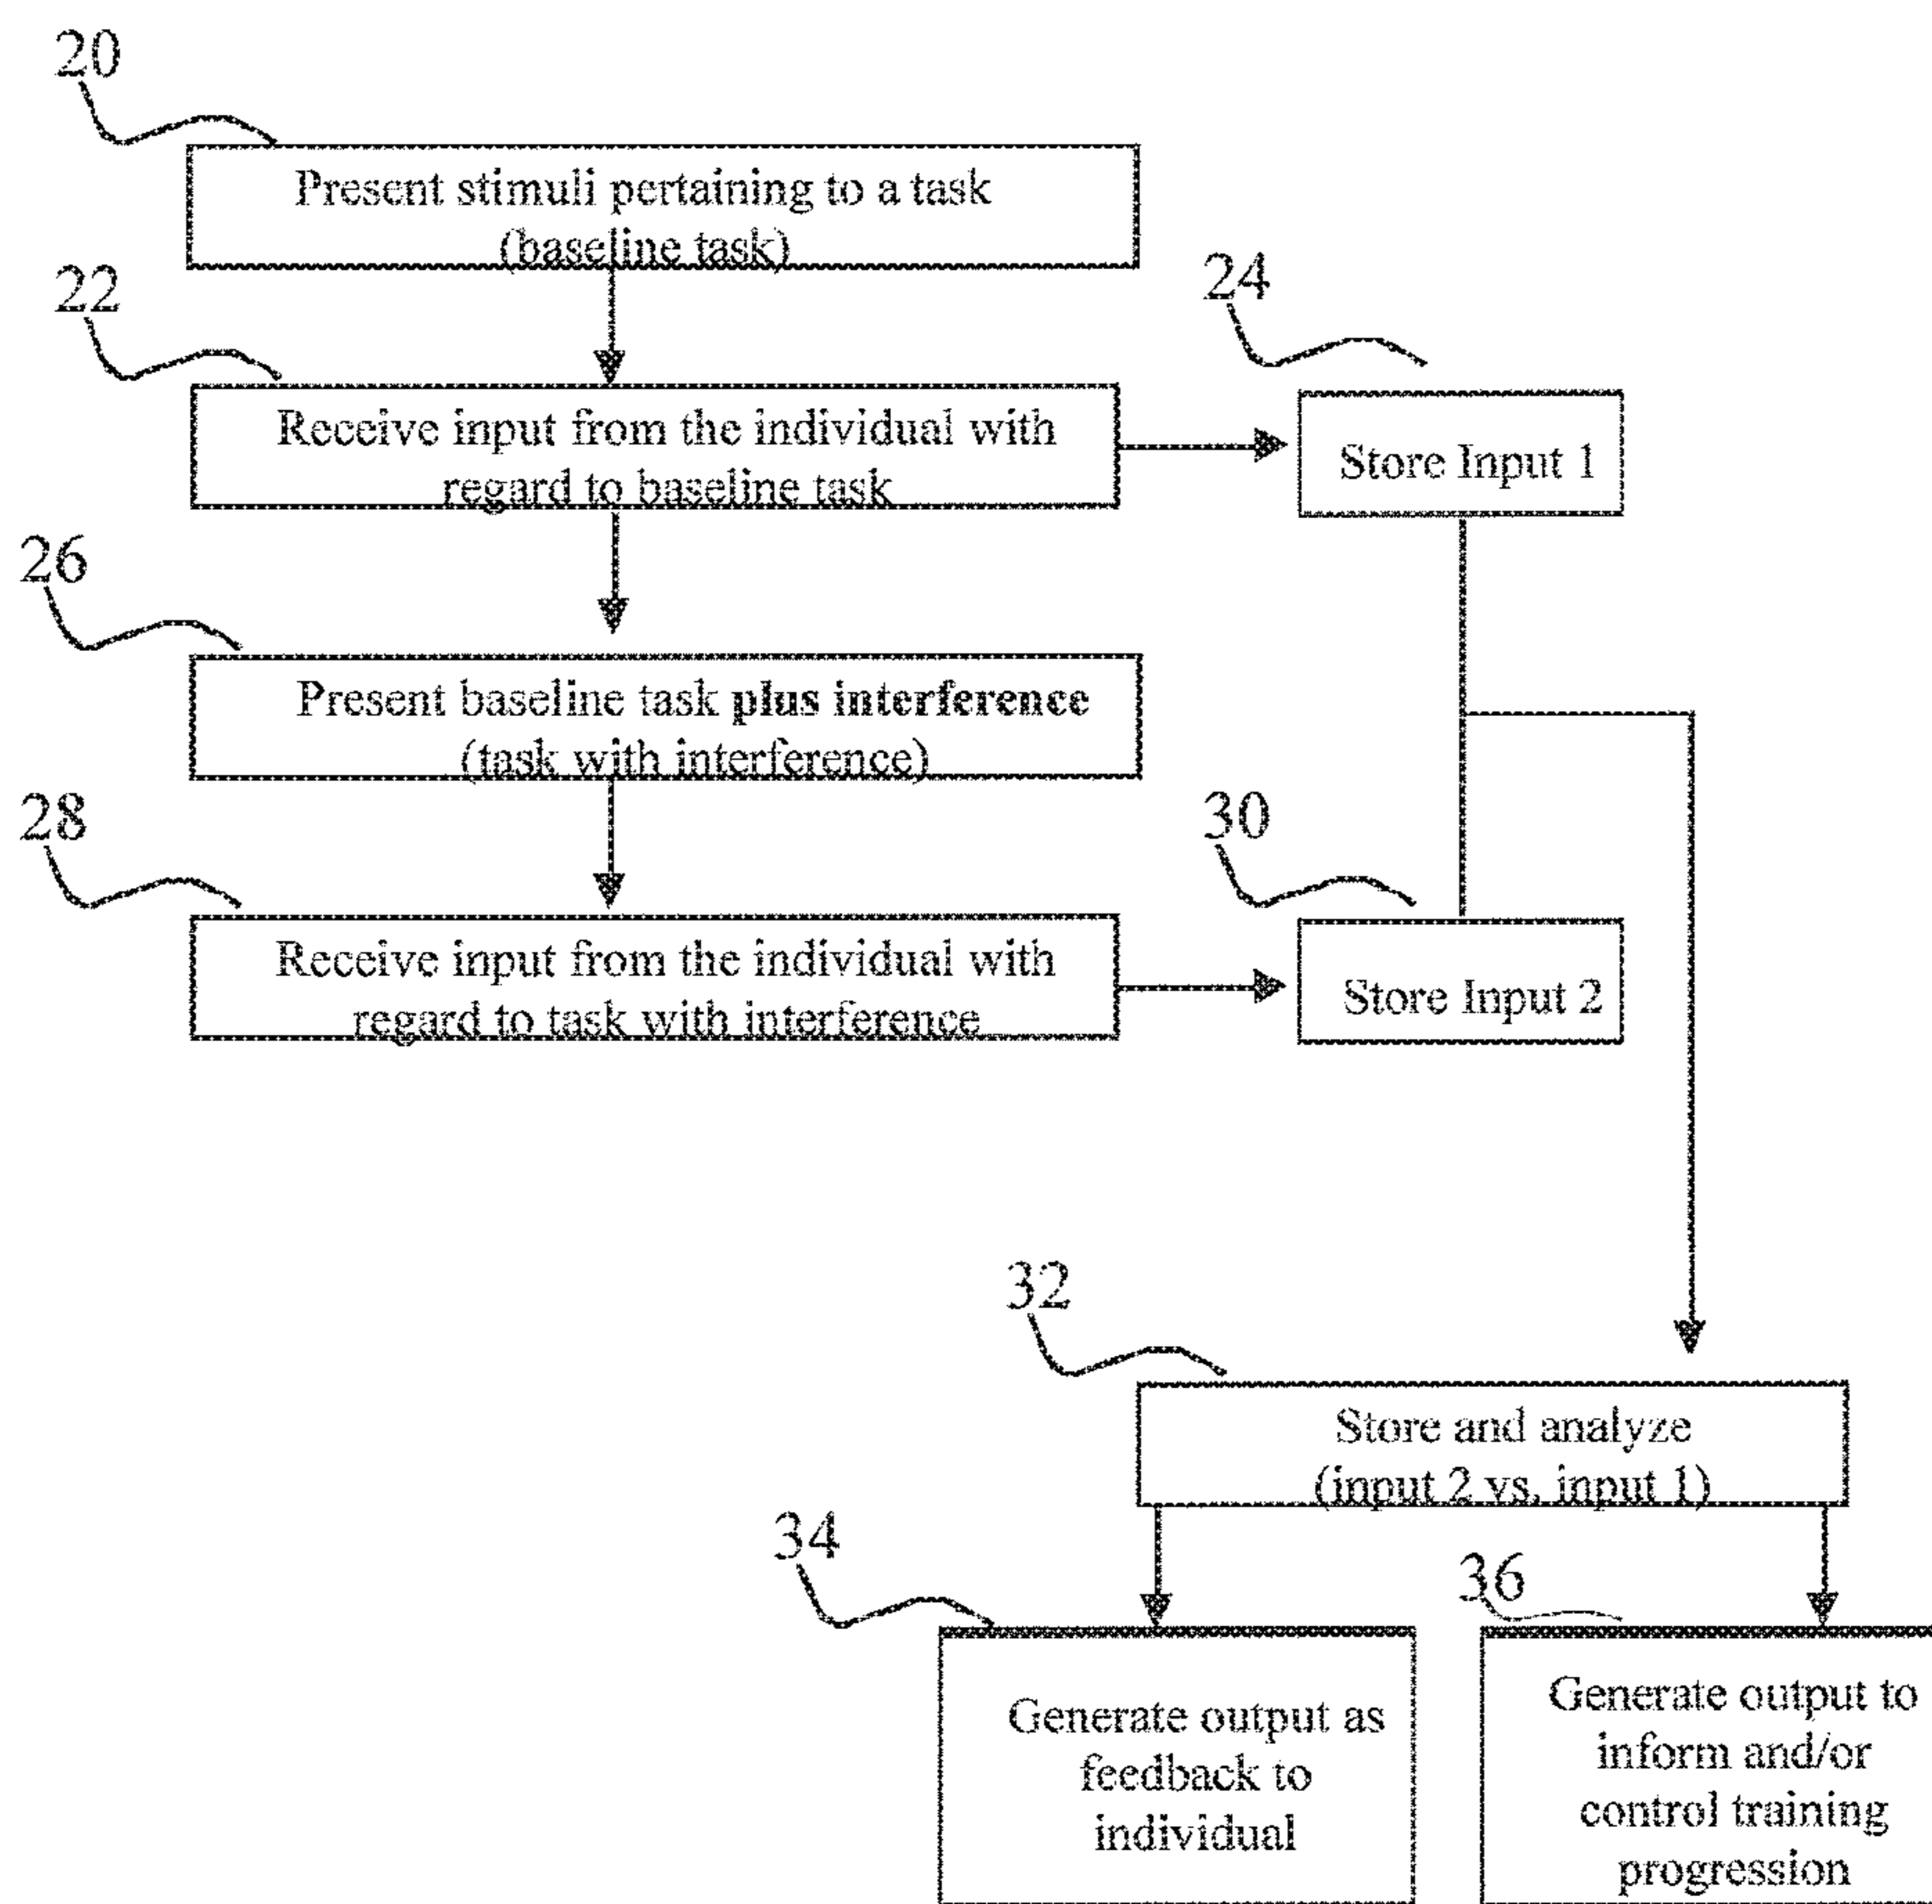 20
Present stimuli pertaining to a task
(baseline task)
22
Receive input from the individual with
regard to baseline task
24
Store Input 1
26
Present baseline task plus interference
(task with interference)
28
Receive input from the individual with
regard to task with interference
30
Store Input 2
32
Store and analyze
(input 2 vs. input 1)
34
Generate output as
feedback to
individual
36
Generate output to
inform and/or
control training
progression